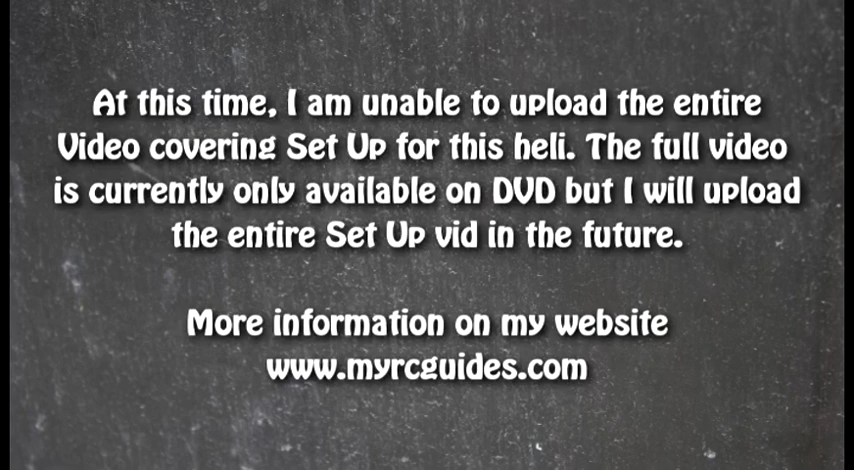 At this time, I am unable to upload the entire
Video covering Set Up for this heli. The full video
is currently only available on DVD but I will upload
the entire Set Up vid in the future.
More information on my website
www.myrcguides.com